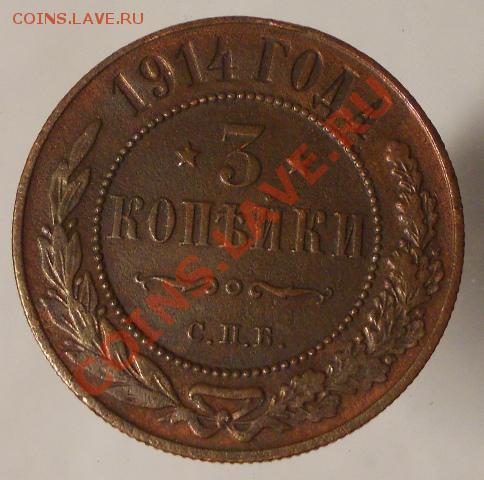 COINS.LAVE.RU
1914 ГОДА
3
КОПѢЙКИ
С.П.Б.
COINS.LAVE.RU